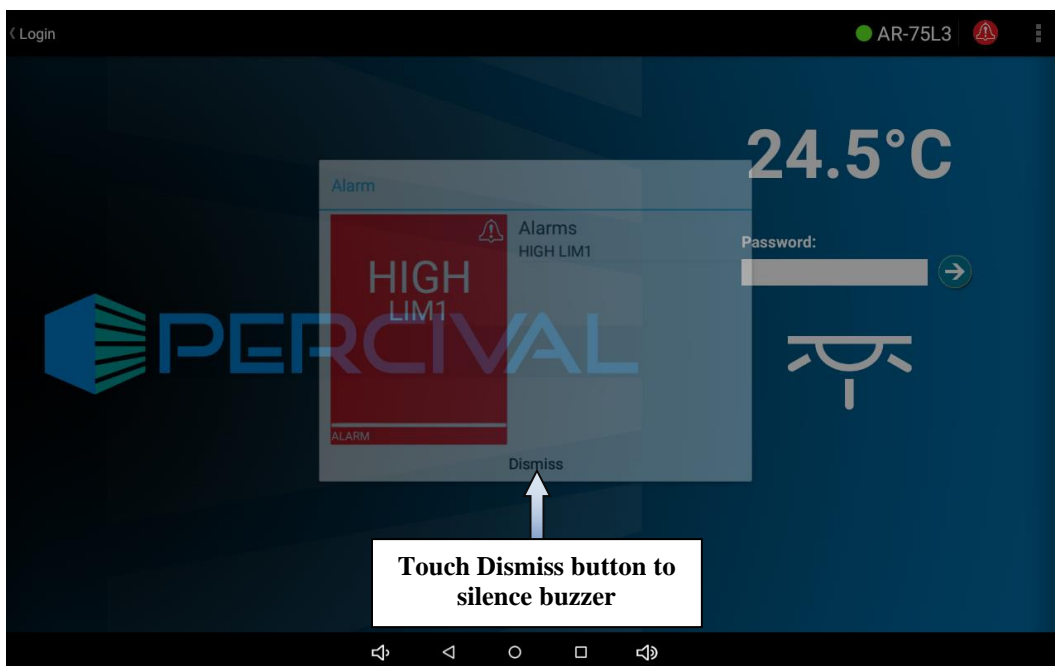 Login
AR-75L3
24.5°C
Alarm
HIGH
LIM1
ALARM
Alarms
HIGH LIM1
Password:
PERCIVAL
Dismiss
Touch Dismiss button to
silence buzzer